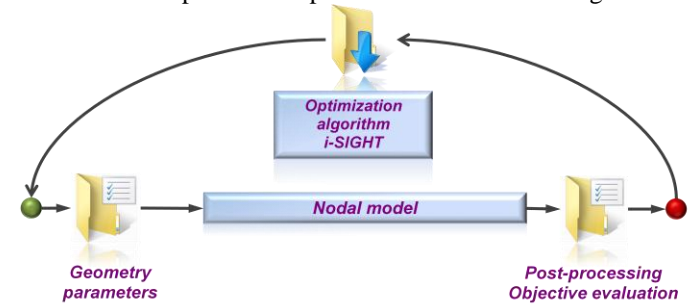 Optimization
algorithm
i-SIGHT
Nodal model
Geometry
parameters
Post-processing
Objective evaluation